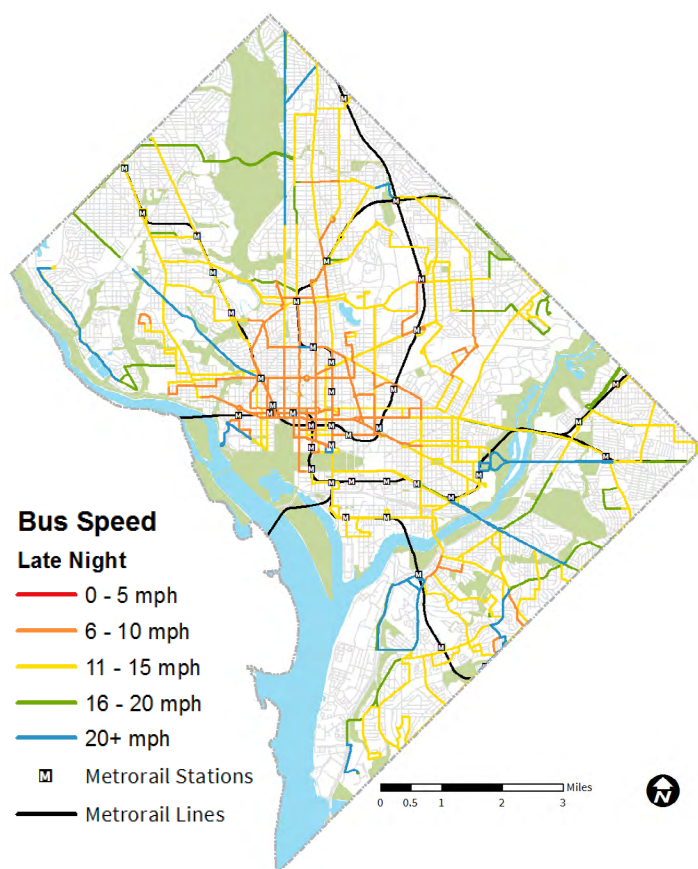 Bus Speed
Late Night
0 - 5 mph
6 - 10 mph
11 - 15 mph
16 - 20 mph
20+ mph
M Metrorail Stations
Metrorail Lines
Miles
0 0.5 1 2 3
N